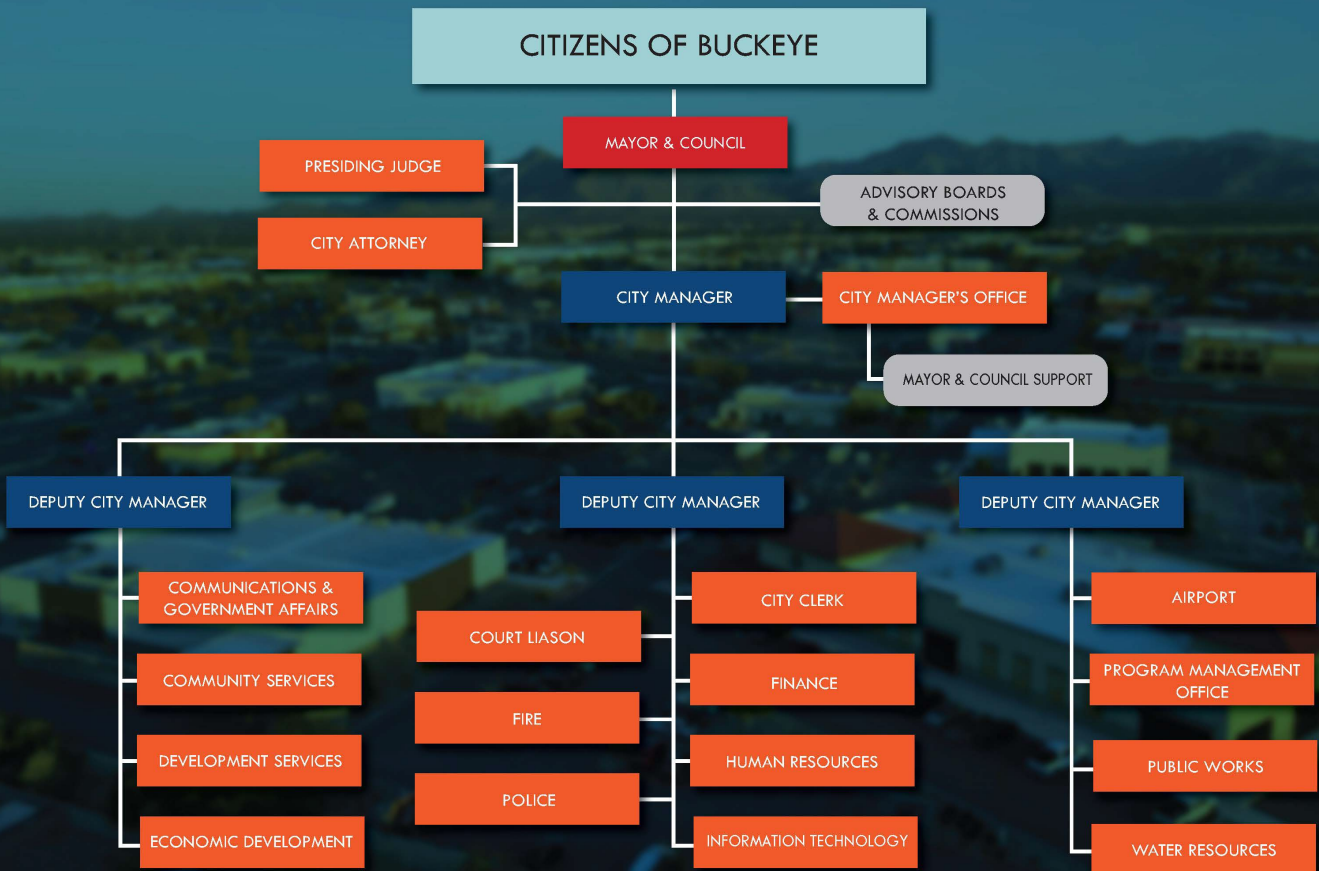 CITIZENS OF BUCKEYE
MAYOR & COUNCIL
PRESIDING JUDGE
CITY ATTORNEY
ADVISORY BOARDS
& COMMISSIONS
CITY MANAGER
CITY MANAGER'S OFFICE
MAYOR & COUNCIL SUPPORT
DEPUTY CITY MANAGER
COMMUNICATIONS &
GOVERNMENT AFFAIRS
COMMUNITY SERVICES
DEVELOPMENT SERVICES
ECONOMIC DEVELOPMENT
DEPUTY CITY MANAGER
COURT LIASON
FIRE
POLICE
CITY CLERK
FINANCE
HUMAN RESOURCES
INFORMATION TECHNOLOGY
DEPUTY CITY MANAGER
AIRPORT
PROGRAM MANAGEMENT
OFFICE
PUBLIC WORKS
WATER RESOURCES